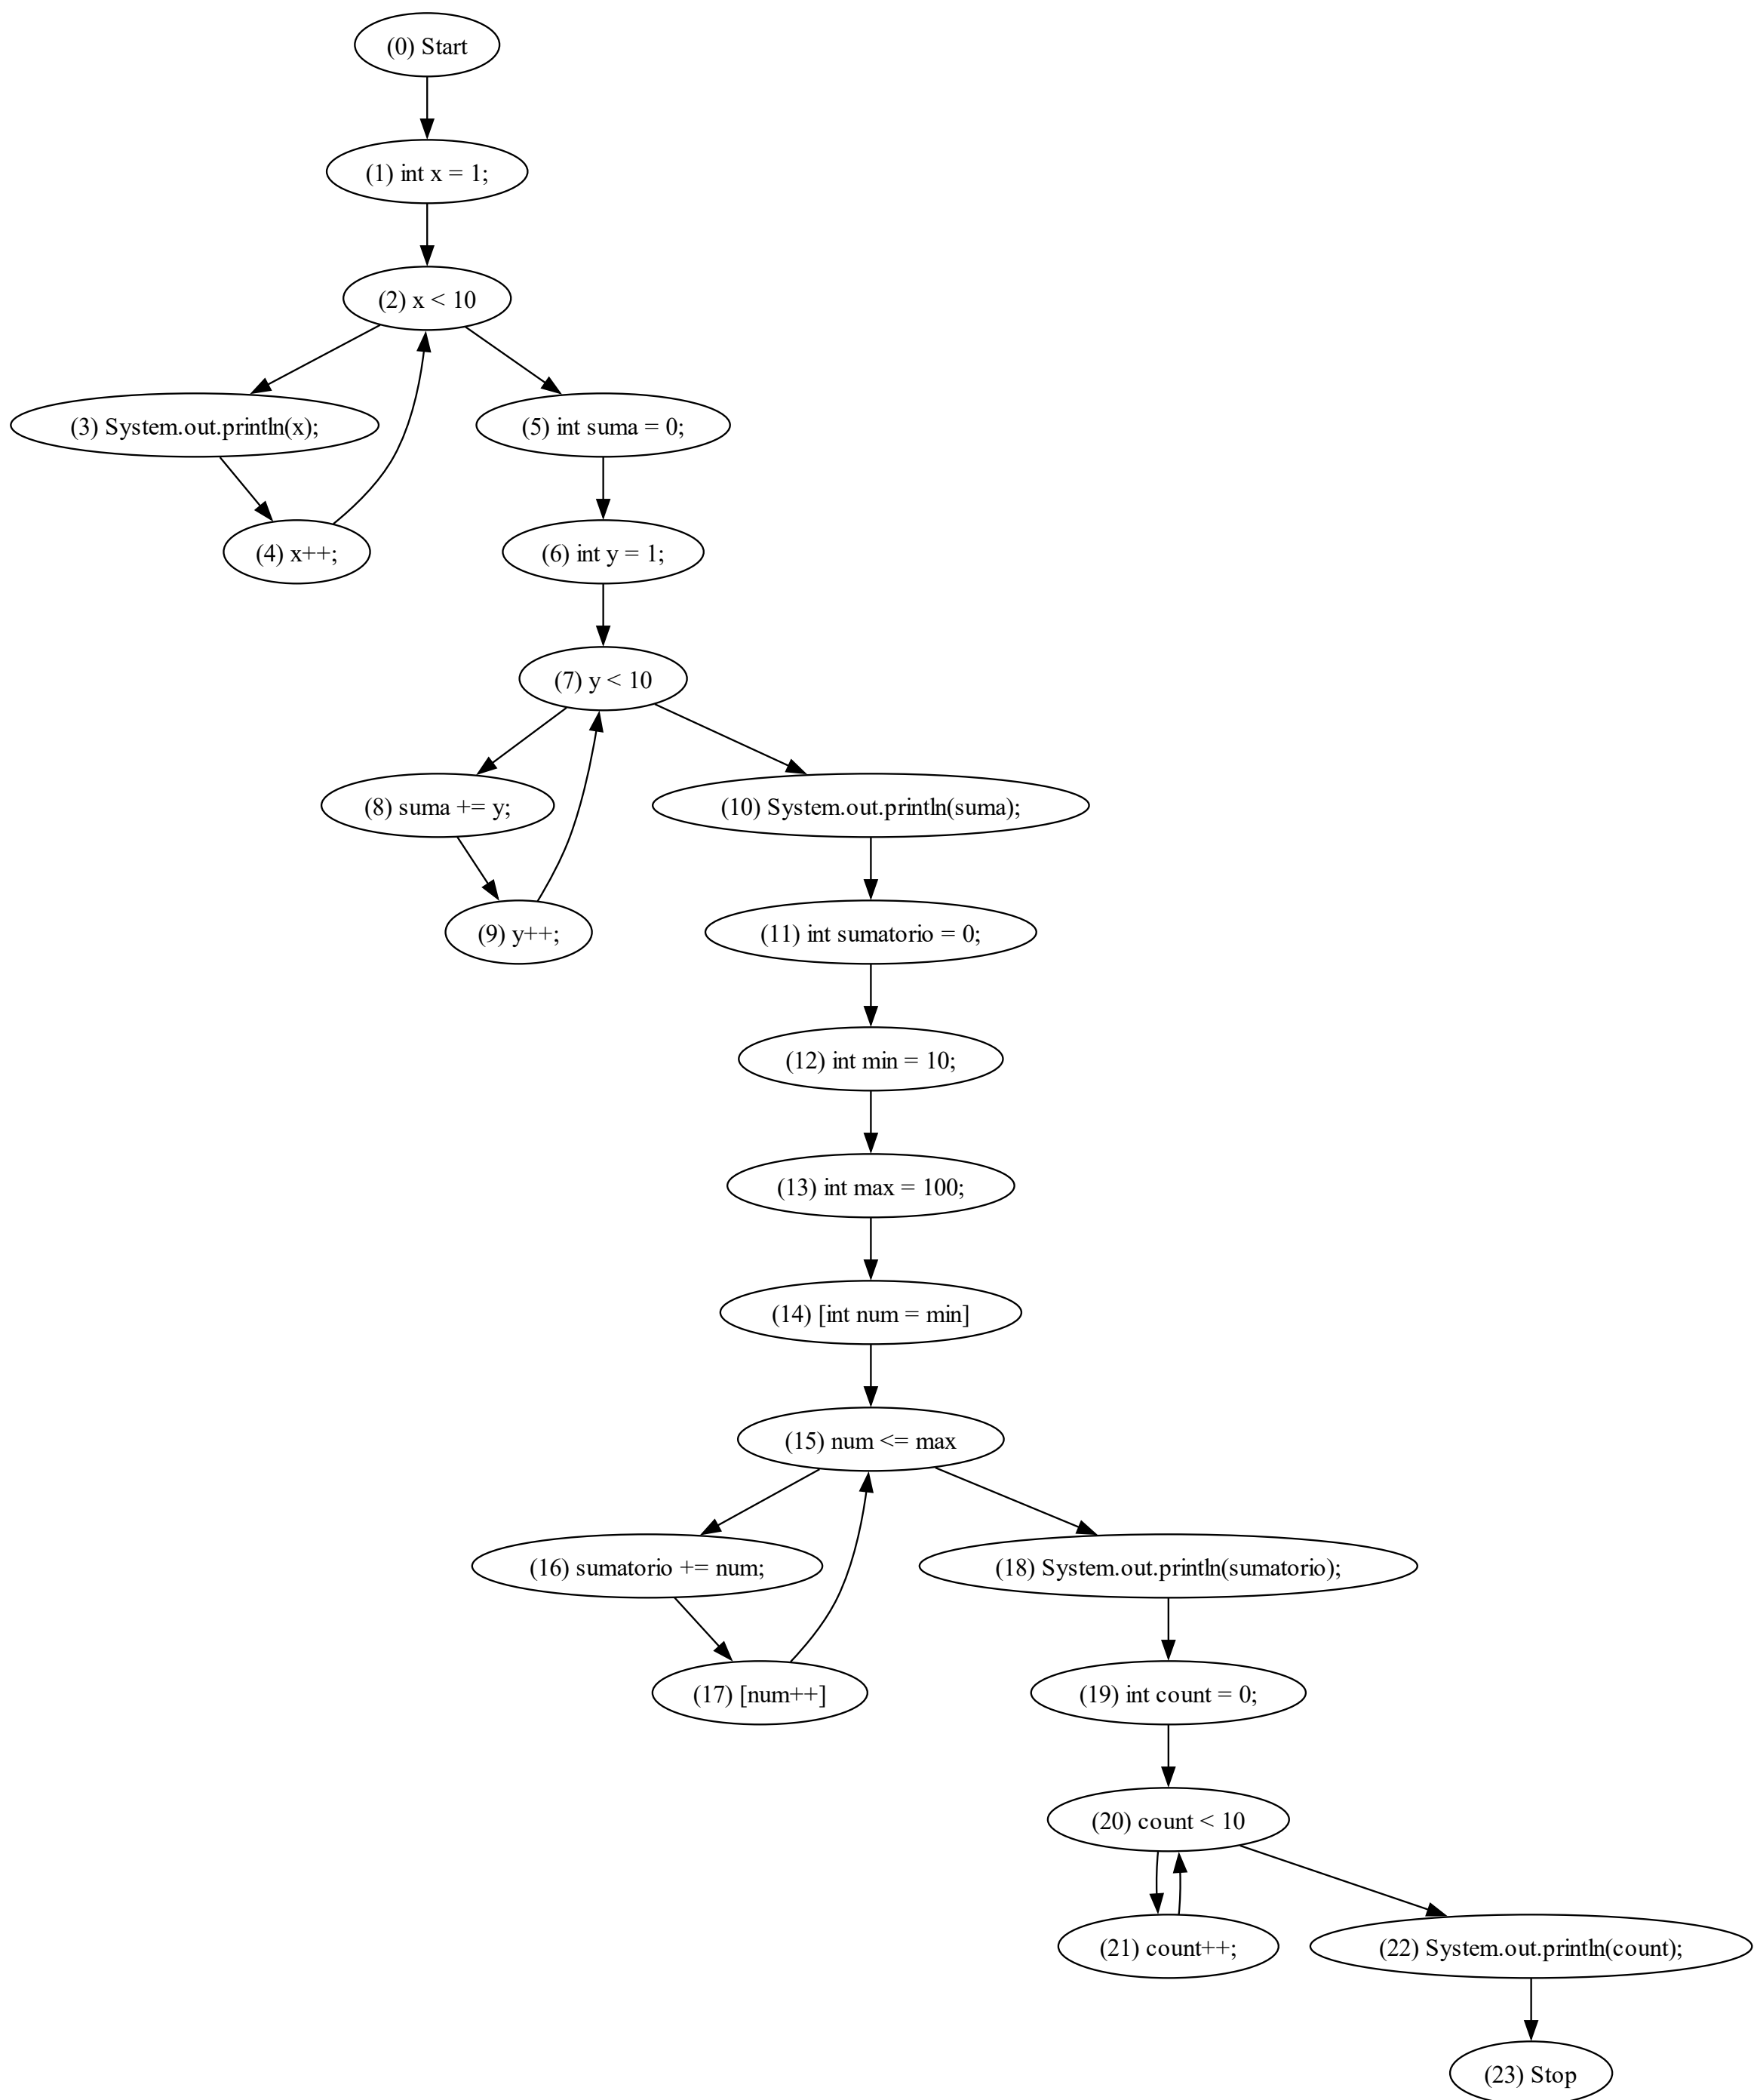 (0) Start
(1) int x = 1;
(2) x < 10
(3) System.out.println(x);
(5) int suma = 0;
(4) x++;
(6) int y = 1;
(7) y < 10
(8) suma += y;
(10) System.out.println(suma);
(9) y++;
(11) int sumatorio = 0;
(12) int min = 10;
(13) int max = 100;
(14) [int num = min]
(15) num <= max
(16) sumatorio += num;
(18) System.out.println(sumatorio);
(17) [num++]
(19) int count = 0;
(20) count < 10
(21) count++;
(22) System.out.println(count);
(23) Stop